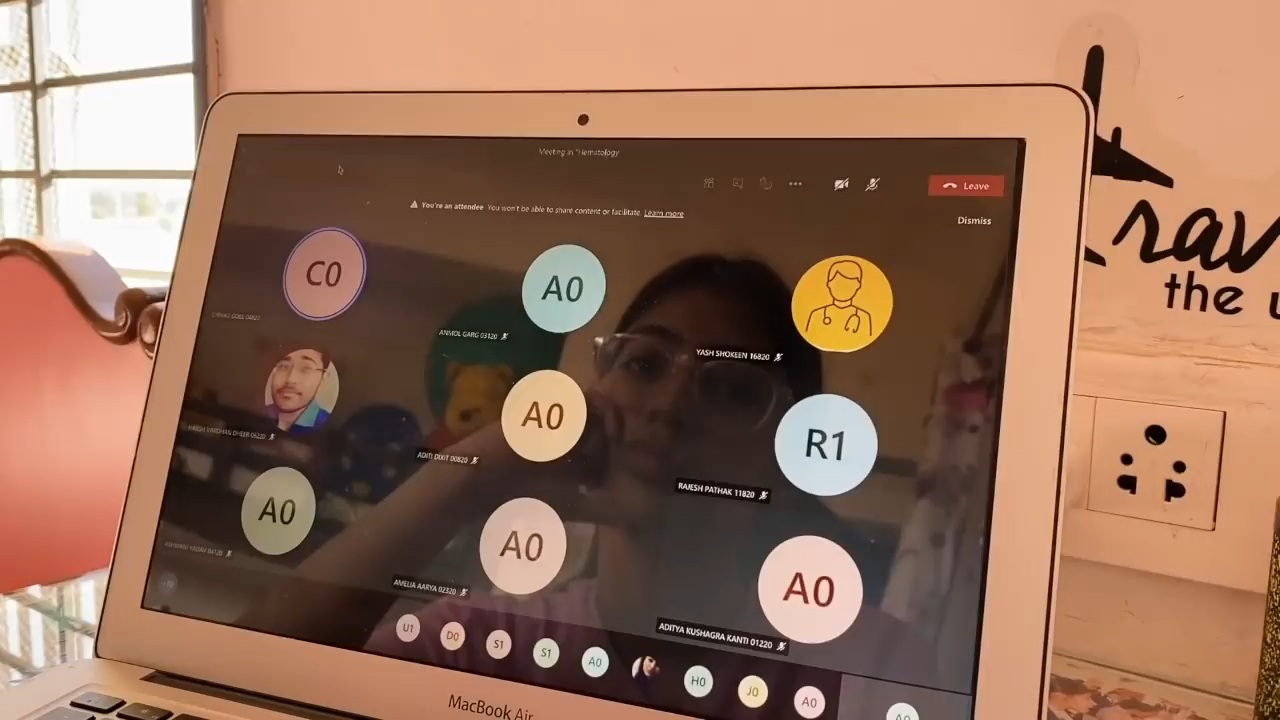 Meeting in "Hematology
Leave
You're an attendee You won't be able to share content or facilitate. Learn more
Dismiss
C0
A0
ANMOL GARG 03120
YASH SHOKEEN 16820
HARSH VARDHAN DHEER 06220
A0
ADITI DIXIT 00820
R1
RAJESH PATHAK 11820
A0
A0
AMELIA AARYA 02320
A0
ADITYA KUSHAGRA KANTI 01220
U1
D0
S1
S1
A0
H0
J0
A0
A0
MacBook Air
rav
the u